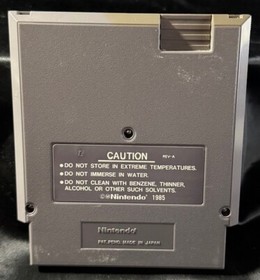 CAUTION REV-A
•DO NOT STORE IN EXTREME TEMPERATURES.
•DO NOT IMMERSE IN WATER.
•DO NOT CLEAN WITH BENZENE, THINNER,
ALCOHOL OR OTHER SUCH SOLVENTS.
©®Nintendo® 1985
Nintendo
PAT. PEND. MADE IN JAPAN